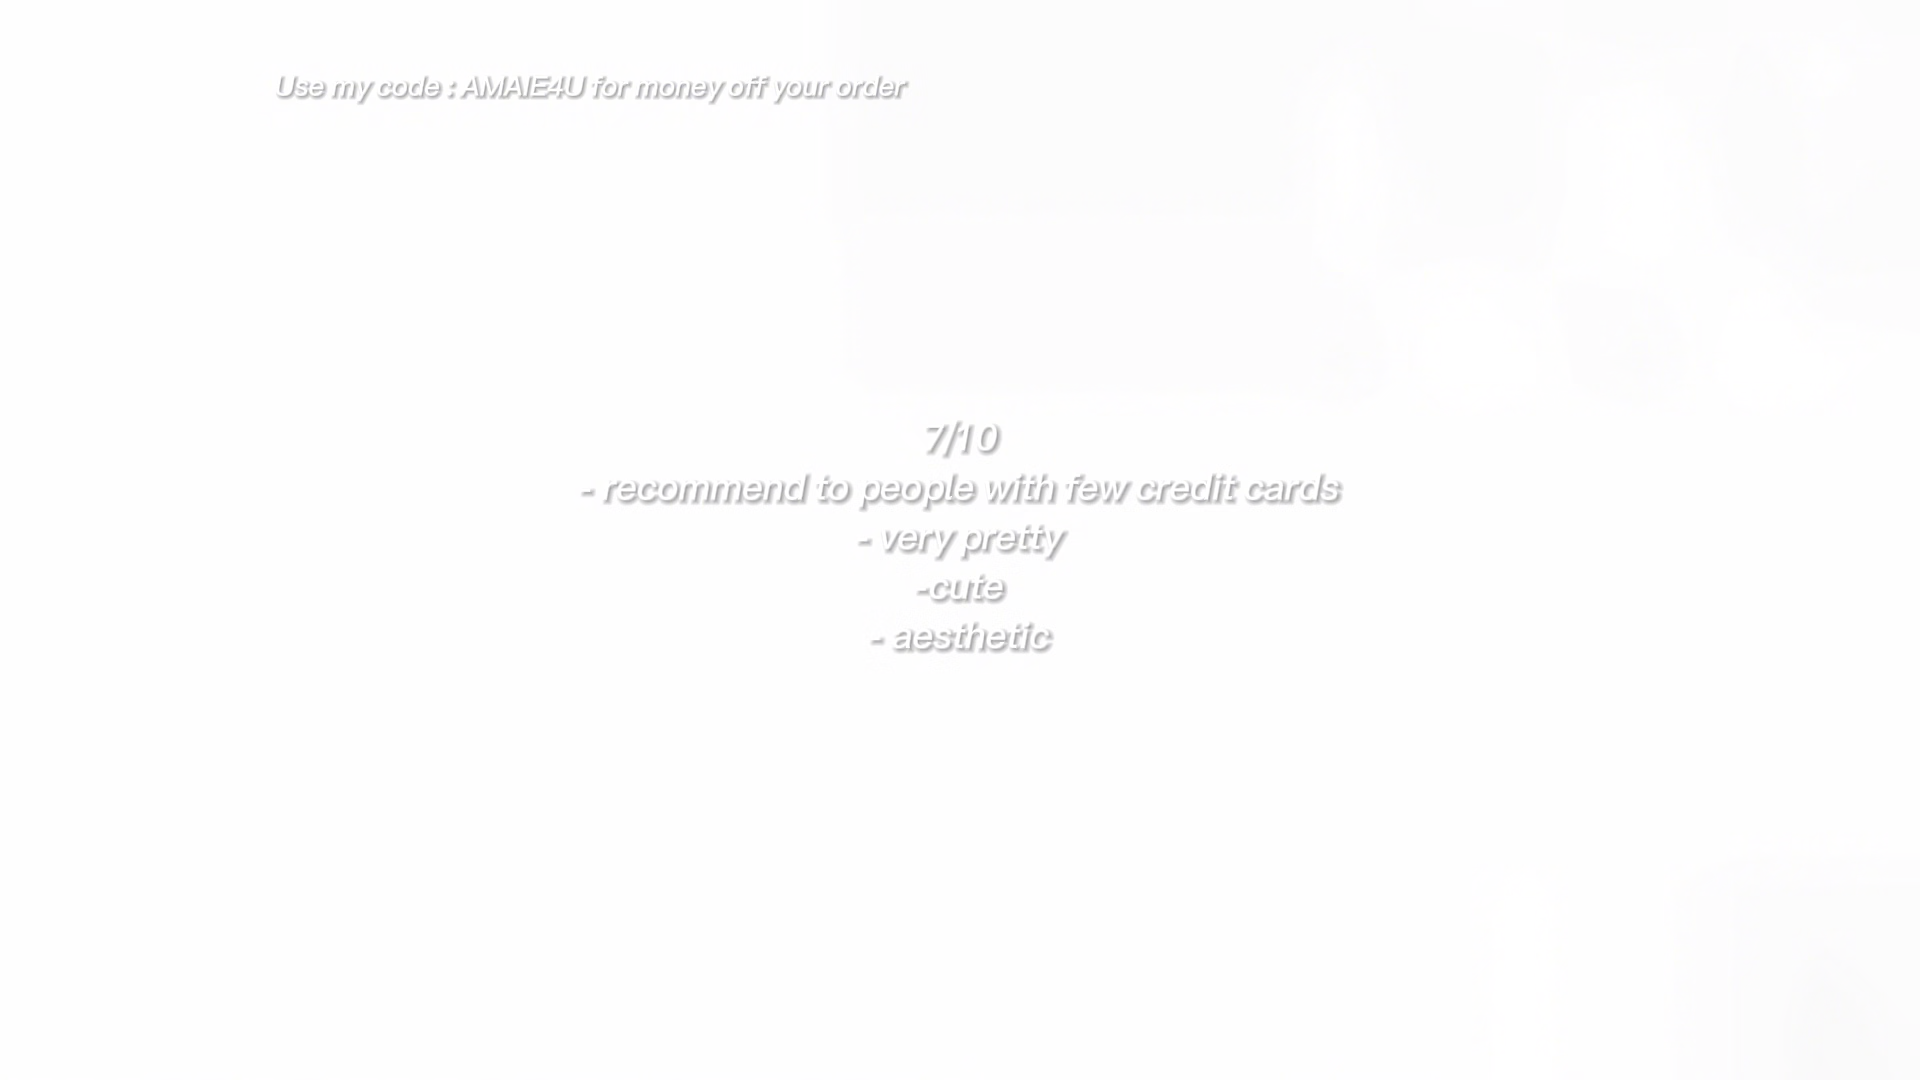 Use my code : AMAIE4U for money off your order
7/10
- recommend to people with few credit cards
- very pretty
-cute
- aesthetic